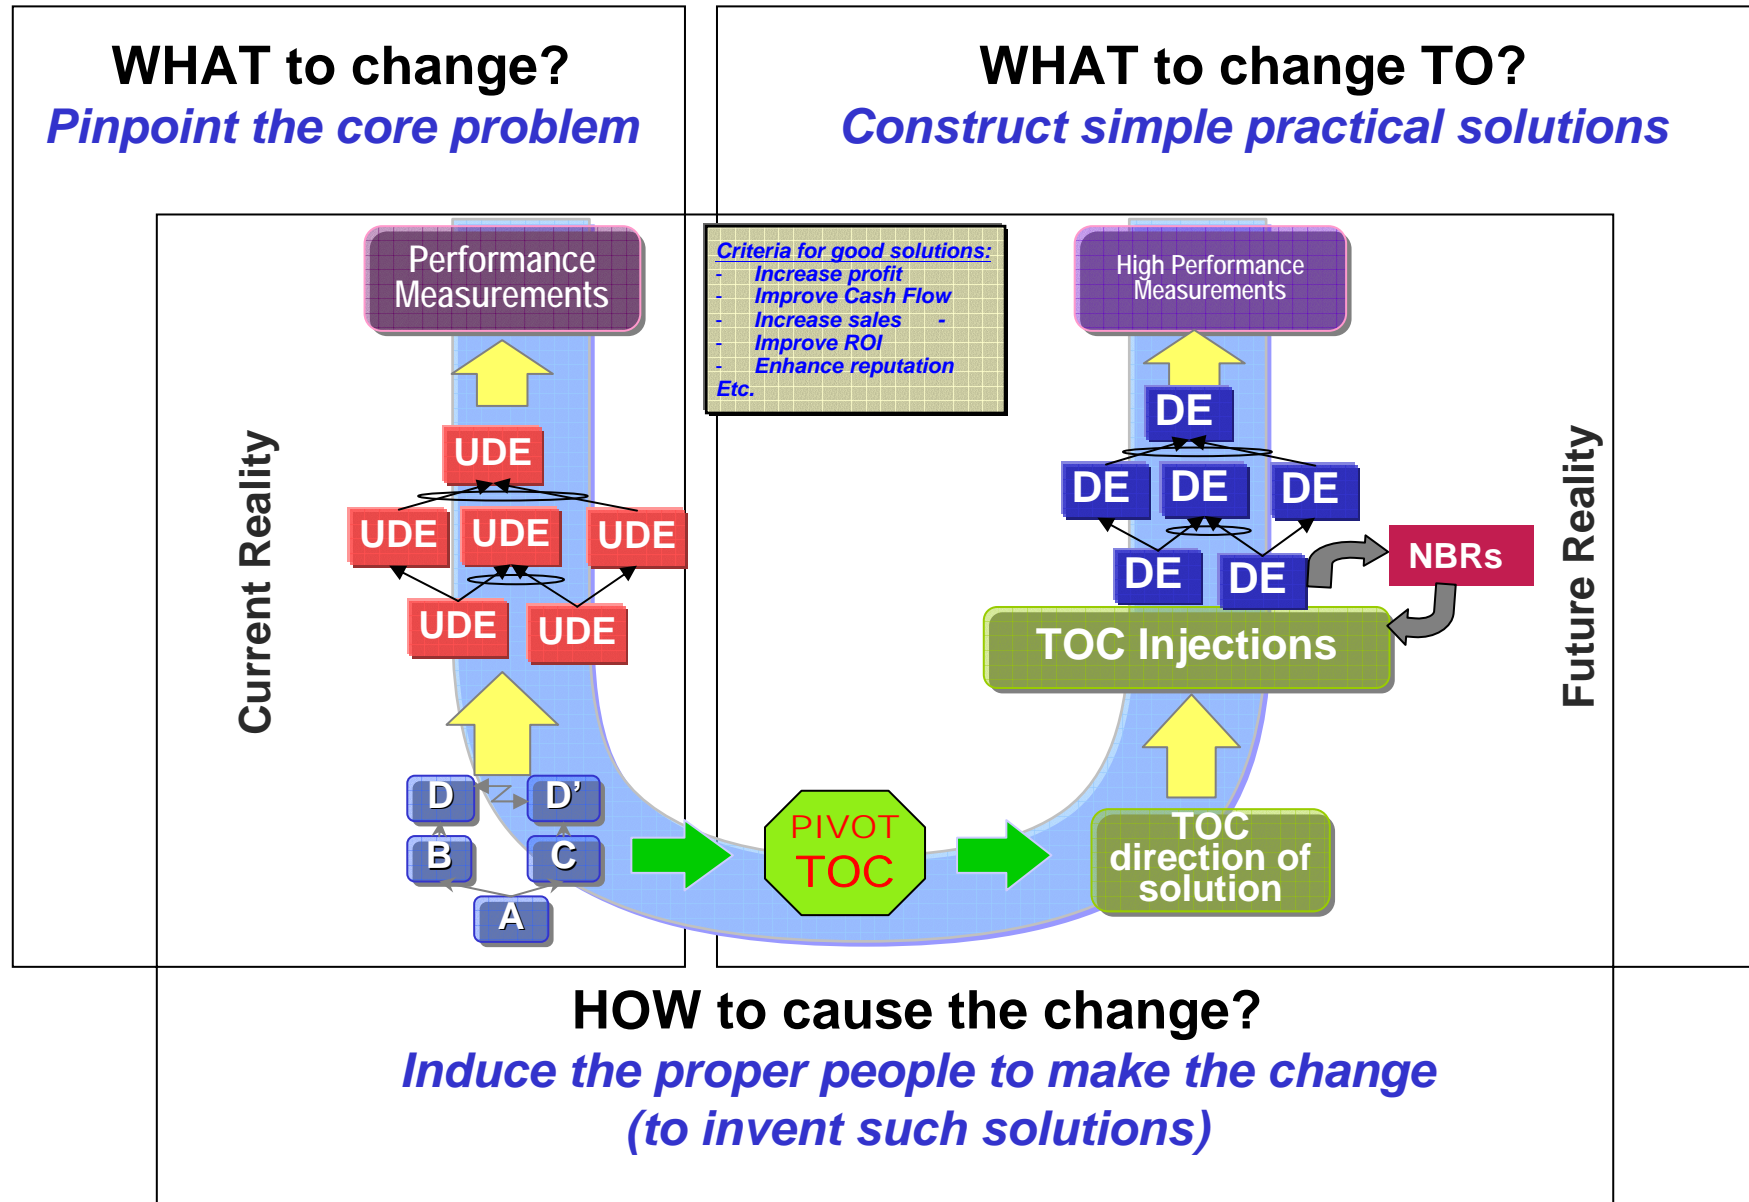 WHAT to change?
Pinpoint the core problem
WHAT to change TO?
Construct simple practical solutions
Performance
Measurements
Criteria for good solutions:
- Increase profit
- Improve Cash Flow
- Increase sales -
- Improve ROI
- Enhance reputation
Etc.
High Performance
Measurements
Current Reality
UDE
UDE UDE UDE
UDE UDE
D D’
B C
A
PIVOT
TOC
DE
DE DE DE
DE DE
NBRs
TOC Injections
TOC
direction of
solution
Future Reality
HOW to cause the change?
Induce the proper people to make the change
(to invent such solutions)